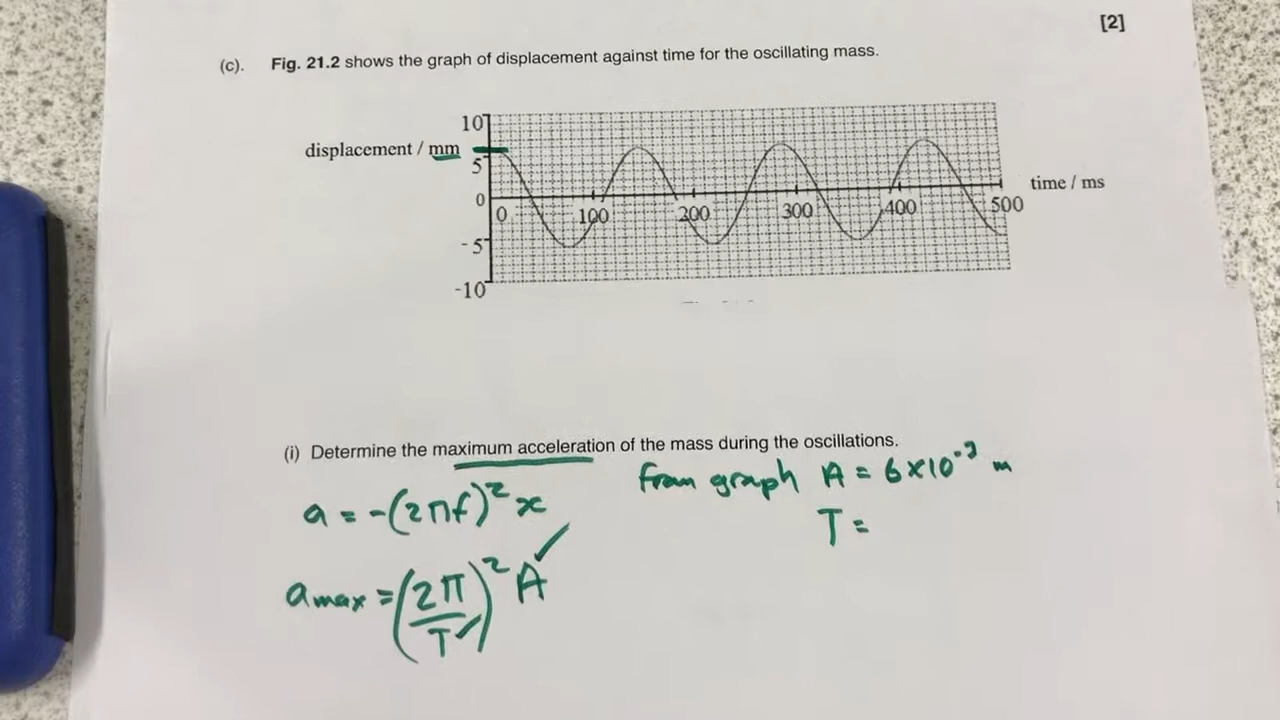 [2]
(c). Fig. 21.2 shows the graph of displacement against time for the oscillating mass.
10
displacement / mm
5
0
time / ms
0 100 200 300 400 500
- 5
-10
(i) Determine the maximum acceleration of the mass during the oscillations.
a = -(2πf)² x
From graph A = 6×10⁻³ m
T =
a max = (2π/T)² A